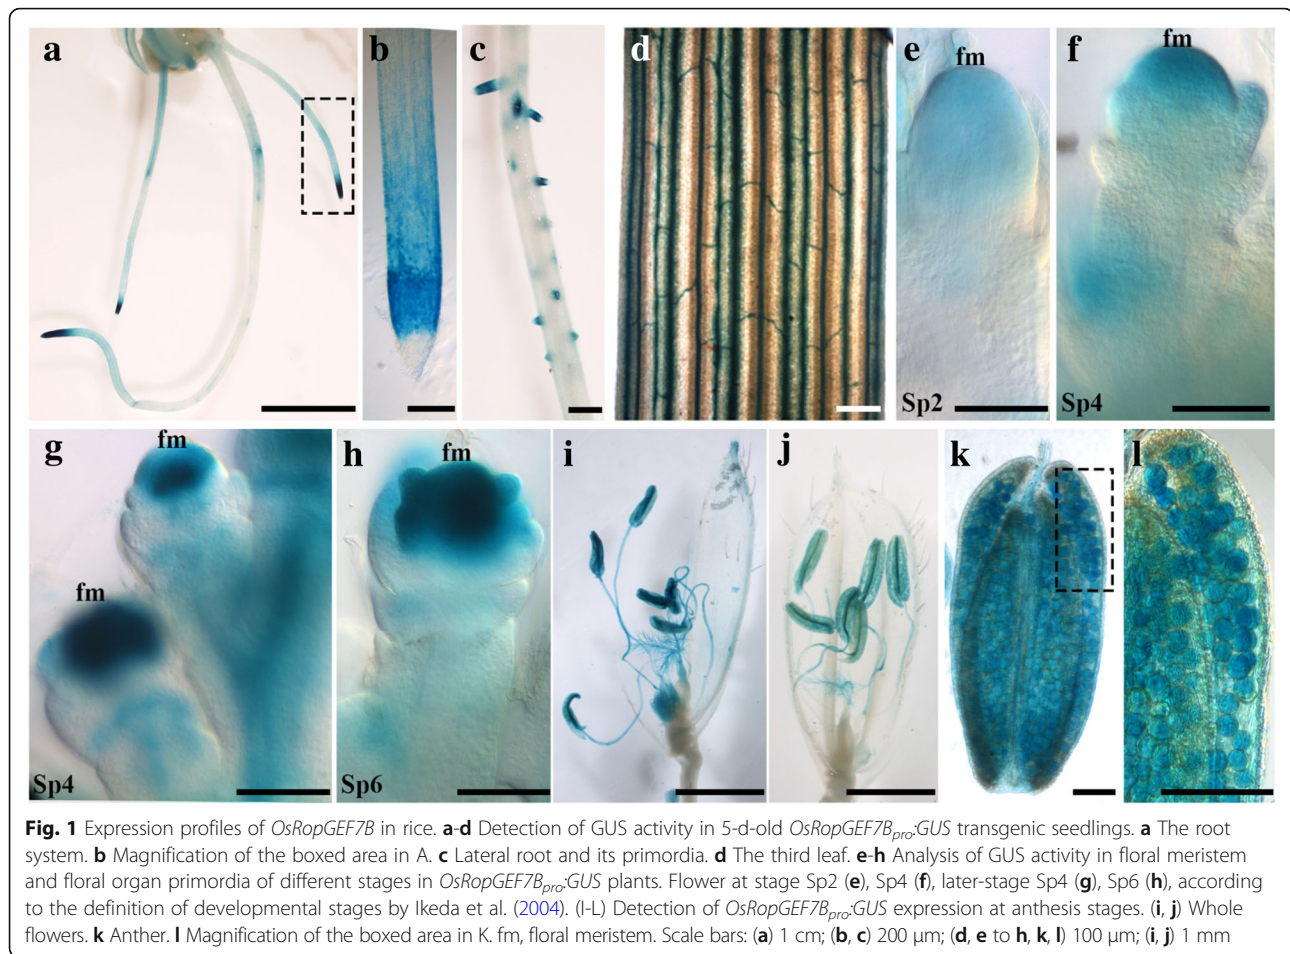 a b c d e f
fm fm
Sp2 Sp4
g h i j k l
fm fm
fm
Sp4 Sp6
Fig. 1 Expression profiles of OsRopGEF7B in rice. a-d Detection of GUS activity in 5-d-old OsRopGEF7Bpro:GUS transgenic seedlings. a The root
system. b Magnification of the boxed area in A. c Lateral root and its primordia. d The third leaf. e-h Analysis of GUS activity in floral meristem
and floral organ primordia of different stages in OsRopGEF7Bpro:GUS plants. Flower at stage Sp2 (e), Sp4 (f), later-stage Sp4 (g), Sp6 (h), according
to the definition of developmental stages by Ikeda et al. (2004). (I-L) Detection of OsRopGEF7Bpro:GUS expression at anthesis stages. (i, j) Whole
flowers. k Anther. l Magnification of the boxed area in K. fm, floral meristem. Scale bars: (a) 1 cm; (b, c) 200 μm; (d, e to h, k, l) 100 μm; (i, j) 1 mm